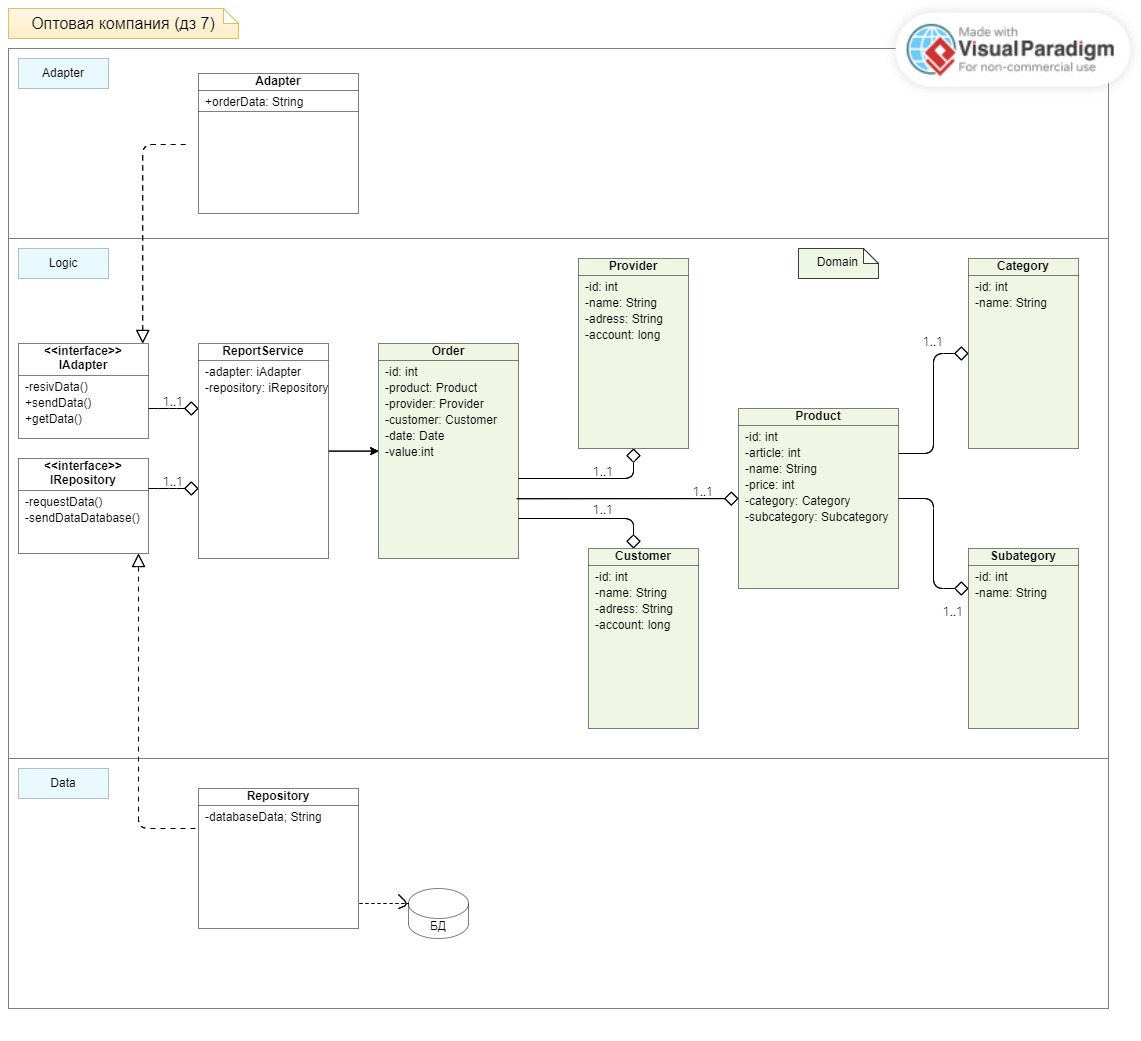 Оптовая компания (дз 7)
Made with
Visual Paradigm
For non-commercial use
Adapter
Adapter
+orderData: String
Logic
Domain
<<interface>>
IAdapter
-resivData()
+sendData()
+getData()
1..1
<<interface>>
IRepository
-requestData()
-sendDataDatabase()
1..1
ReportService
-adapter: iAdapter
-repository: iRepository
Order
-id: int
-product: Product
-provider: Provider
-customer: Customer
-date: Date
-value:int
Provider
-id: int
-name: String
-adress: String
-account: long
1..1
1..1
1..1
Customer
-id: int
-name: String
-adress: String
-account: long
Product
-id: int
-article: int
-name: String
-price: int
-category: Category
-subcategory: Subcategory
1..1
Category
-id: int
-name: String
1..1
Subategory
-id: int
-name: String
Data
Repository
-databaseData; String
БД